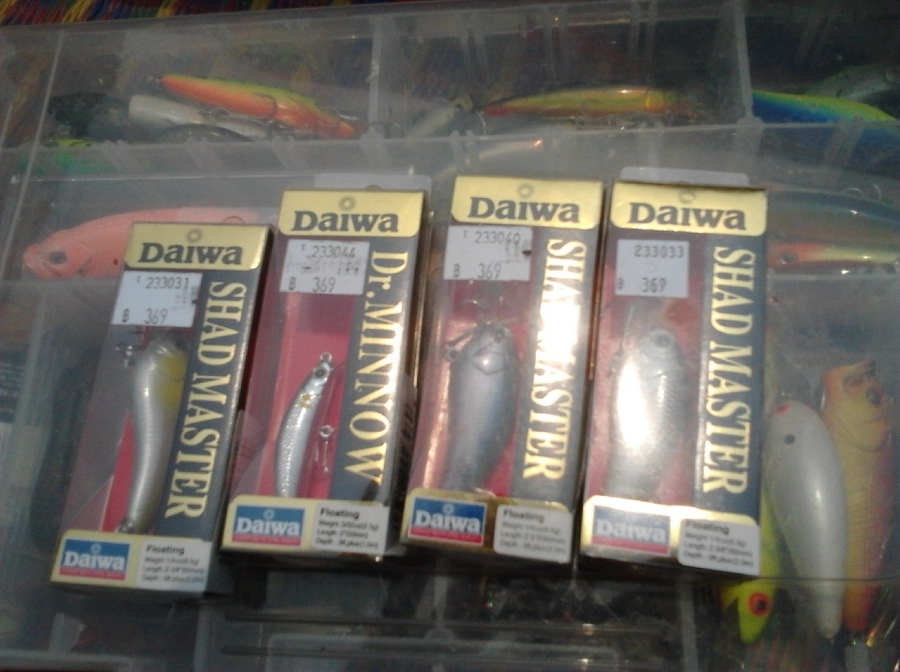 Daiwa
233031
B 369
SHAD MASTER
Daiwa
Floating
Daiwa
233044
B 369
Dr. MINNOW
Daiwa
Floating
Daiwa
233040
B 369
SHAD MASTER
Daiwa
Floating
Daiwa
233033
B 369
SHAD MASTER
Daiwa
Floating